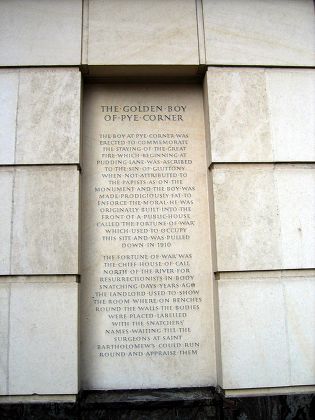 THE·GOLDEN·BOY
OF·PYE·CORNER
THE·BOY·AT·PYE·CORNER·WAS
ERECTED·TO·COMMEMORATE
THE·STAYING·OF·THE·GREAT
FIRE·WHICH·BEGINNING·AT
PUDDING·LANE·WAS·ASCRIBED
TO·THE·SIN·OF·GLUTTONY
WHEN·NOT·ATTRIBUTED·TO
THE·PAPISTS·AS·ON·THE
MONUMENT·AND·THE·BOY·WAS
MADE·PRODIGIOUSLY·FAT·TO
ENFORCE·THE·MORAL·HE·WAS
ORIGINALLY·BUILT·INTO·THE
FRONT·OF·A·PUBLIC-HOUSE
CALLED·THE·FORTUNE·OF·WAR
WHICH·USED·TO·OCCUPY
THIS·SITE·AND·WAS·PULLED
DOWN·IN·1910
'THE·FORTUNE·OF·WAR'·WAS
THE·CHIEF·HOUSE·OF·CALL
NORTH·OF·THE·RIVER·FOR
RESURRECTIONISTS·IN·BODY
SNATCHING·DAYS·YEARS·AGO
THE·LANDLORD·USED·TO·SHOW
THE·ROOM·WHERE·ON·BENCHES
ROUND·THE·WALLS·THE·BODIES
WERE·PLACED·LABELLED
WITH·THE·SNATCHERS'
NAMES·WAITING·TILL·THE
SURGEONS·AT·SAINT
BARTHOLOMEW'S·COULD·RUN
ROUND·AND·APPRAISE·THEM